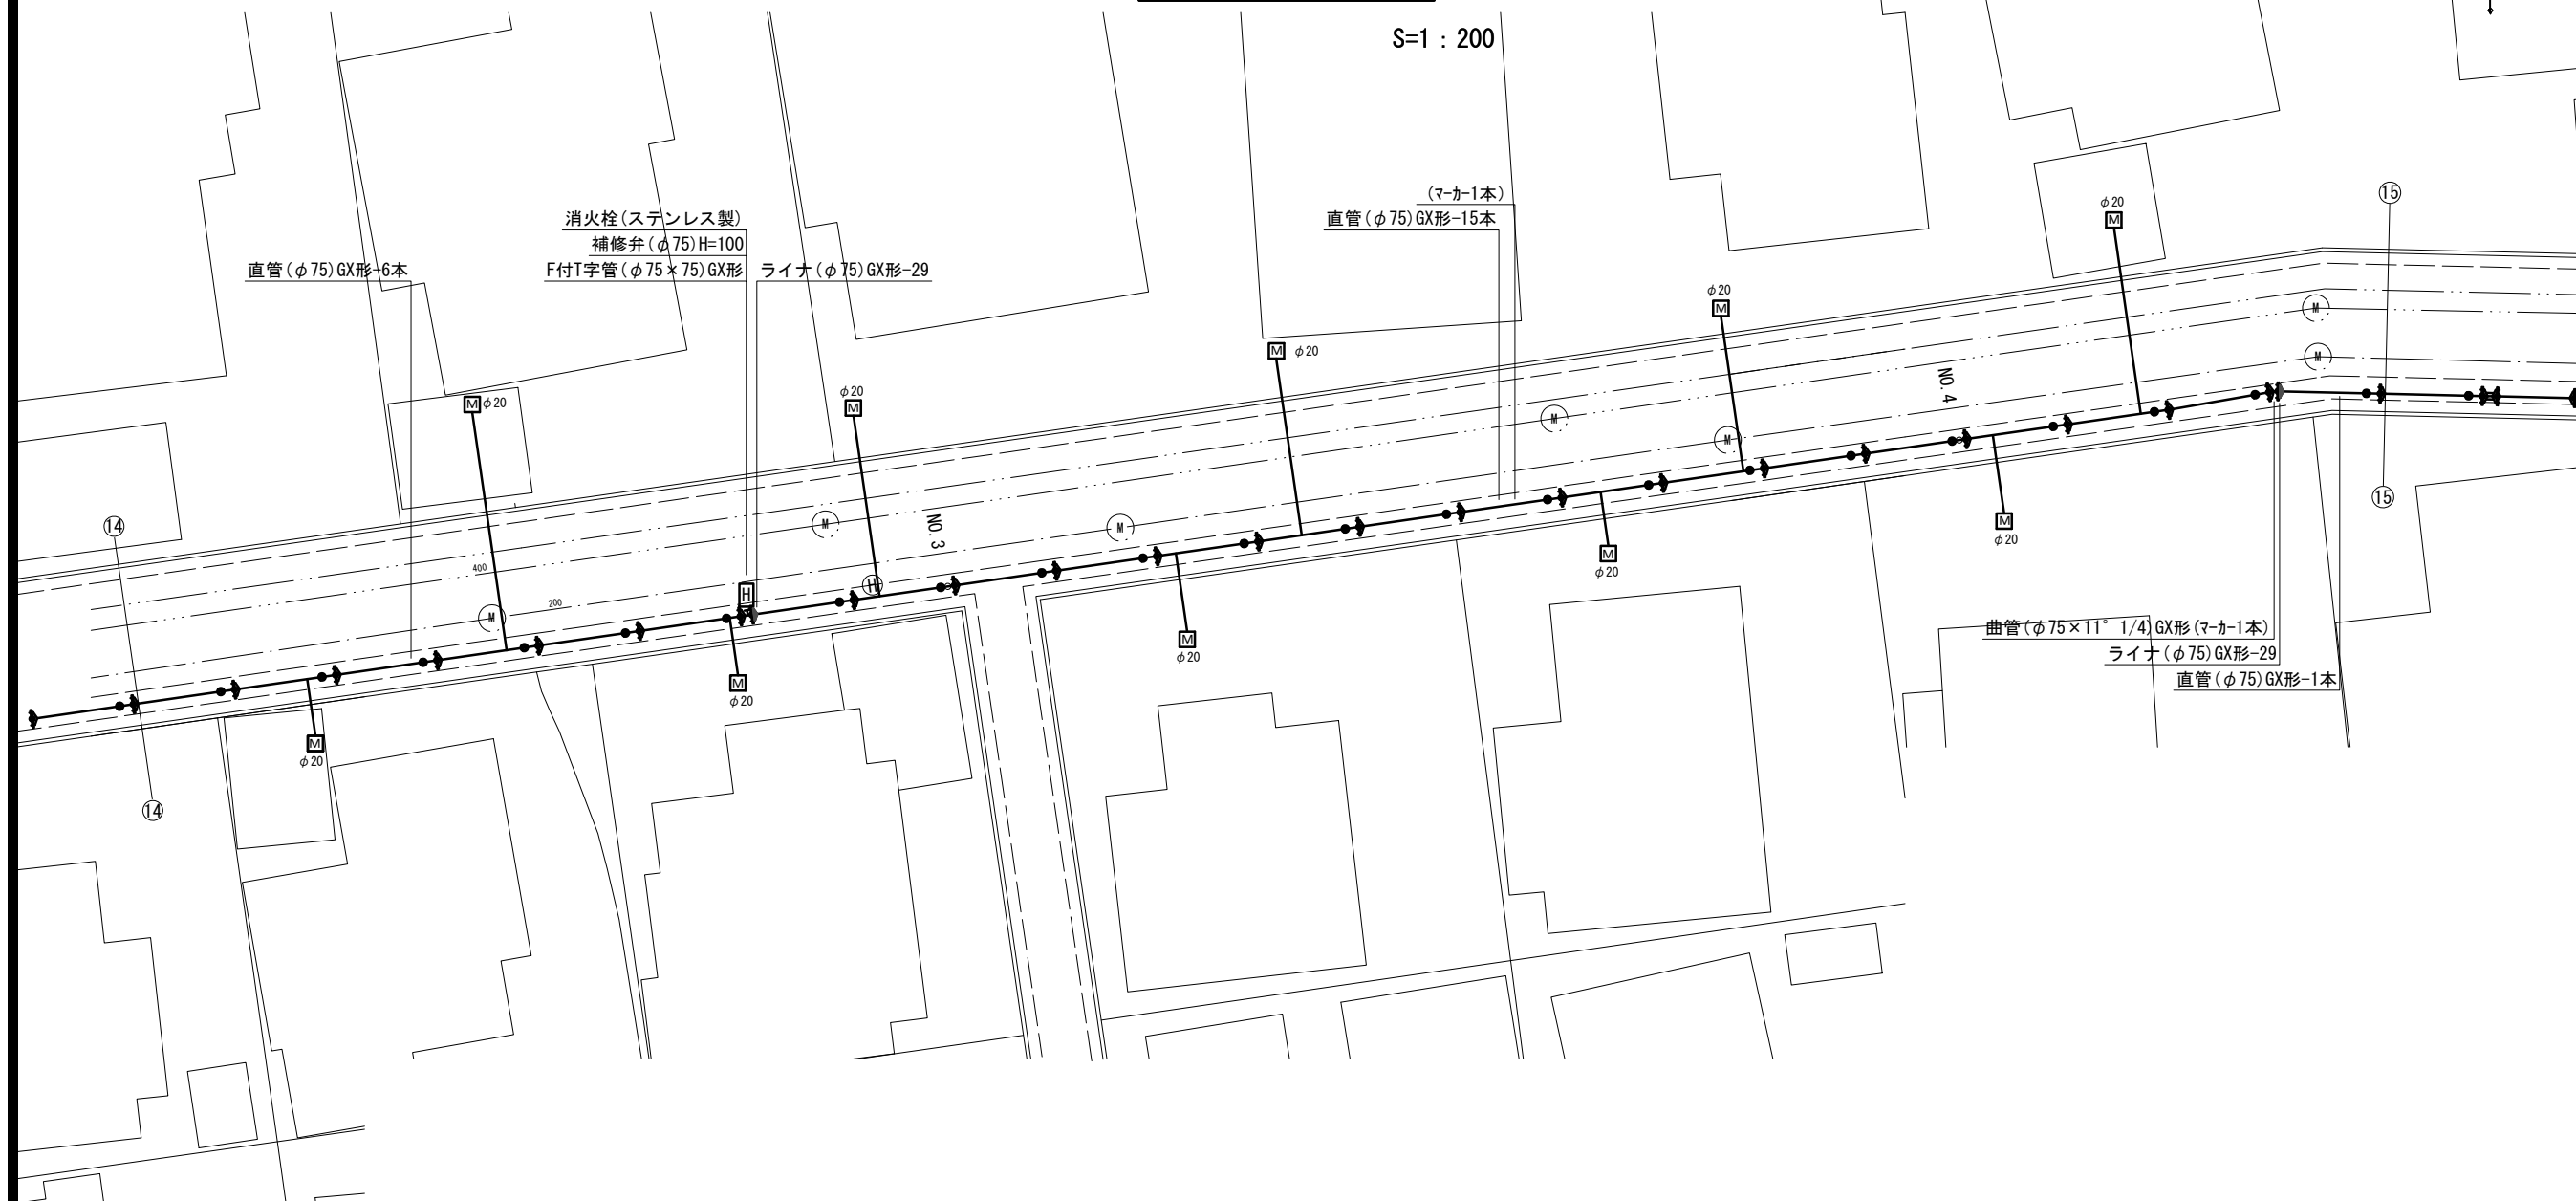 S=1：200
(ﾏｰｶｰ1本)
直管(φ75)GX形-15本
消火栓(ステンレス製)
補修弁(φ75)H=100
F付T字管(φ75×75)GX形
ライナ(φ75)GX形-29
直管(φ75)GX形-6本
⑮
φ20
M
φ20
M
M
M
φ20
M
M
φ20
M
φ20
M
NO.4
M
M
⑮
⑭
M
M
NO.3
M
φ20
M
φ20
400
H
H
200
M
曲管(φ75×11°1/4)GX形(ﾏｰｶｰ1本)
ライナ(φ75)GX形-29
直管(φ75)GX形-1本
M
φ20
M
φ20
M
φ20
⑭